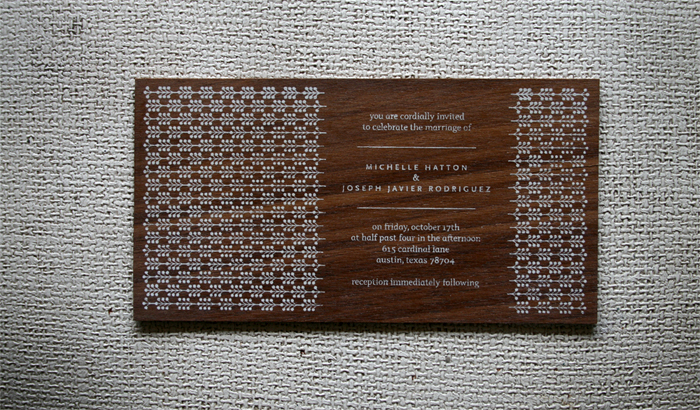 you are cordially invited
to celebrate the marriage of
MICHELLE HATTON
&
JOSEPH JAVIER RODRIGUEZ
on friday, october 17th
at half past four in the afternoon
615 cardinal lane
austin, texas 78704
reception immediately following